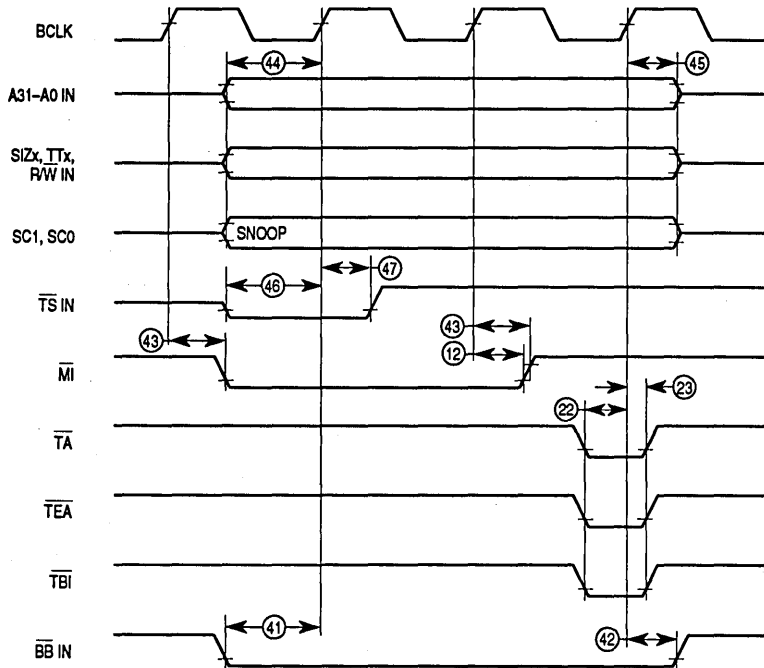 BCLK
44
45
A31–A0 IN
SIZx, TTx,
R/W IN
SC1, SC0
SNOOP
47
46
TS IN
43
43
12
MI
23
22
TA
TEA
TBI
41
42
BB IN